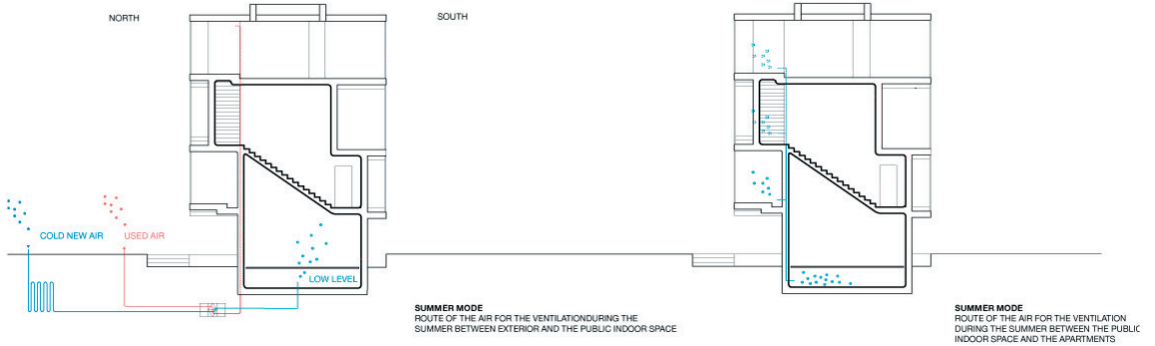 NORTH
SOUTH
COLD NEW AIR
USED AIR
LOW LEVEL
SUMMER MODE
ROUTE OF THE AIR FOR THE VENTILATIONDURING THE
SUMMER BETWEEN EXTERIOR AND THE PUBLIC INDOOR SPACE
SUMMER MODE
ROUTE OF THE AIR FOR THE VENTILATION
DURING THE SUMMER BETWEEN THE PUBLIC
INDOOR SPACE AND THE APARTMENTS